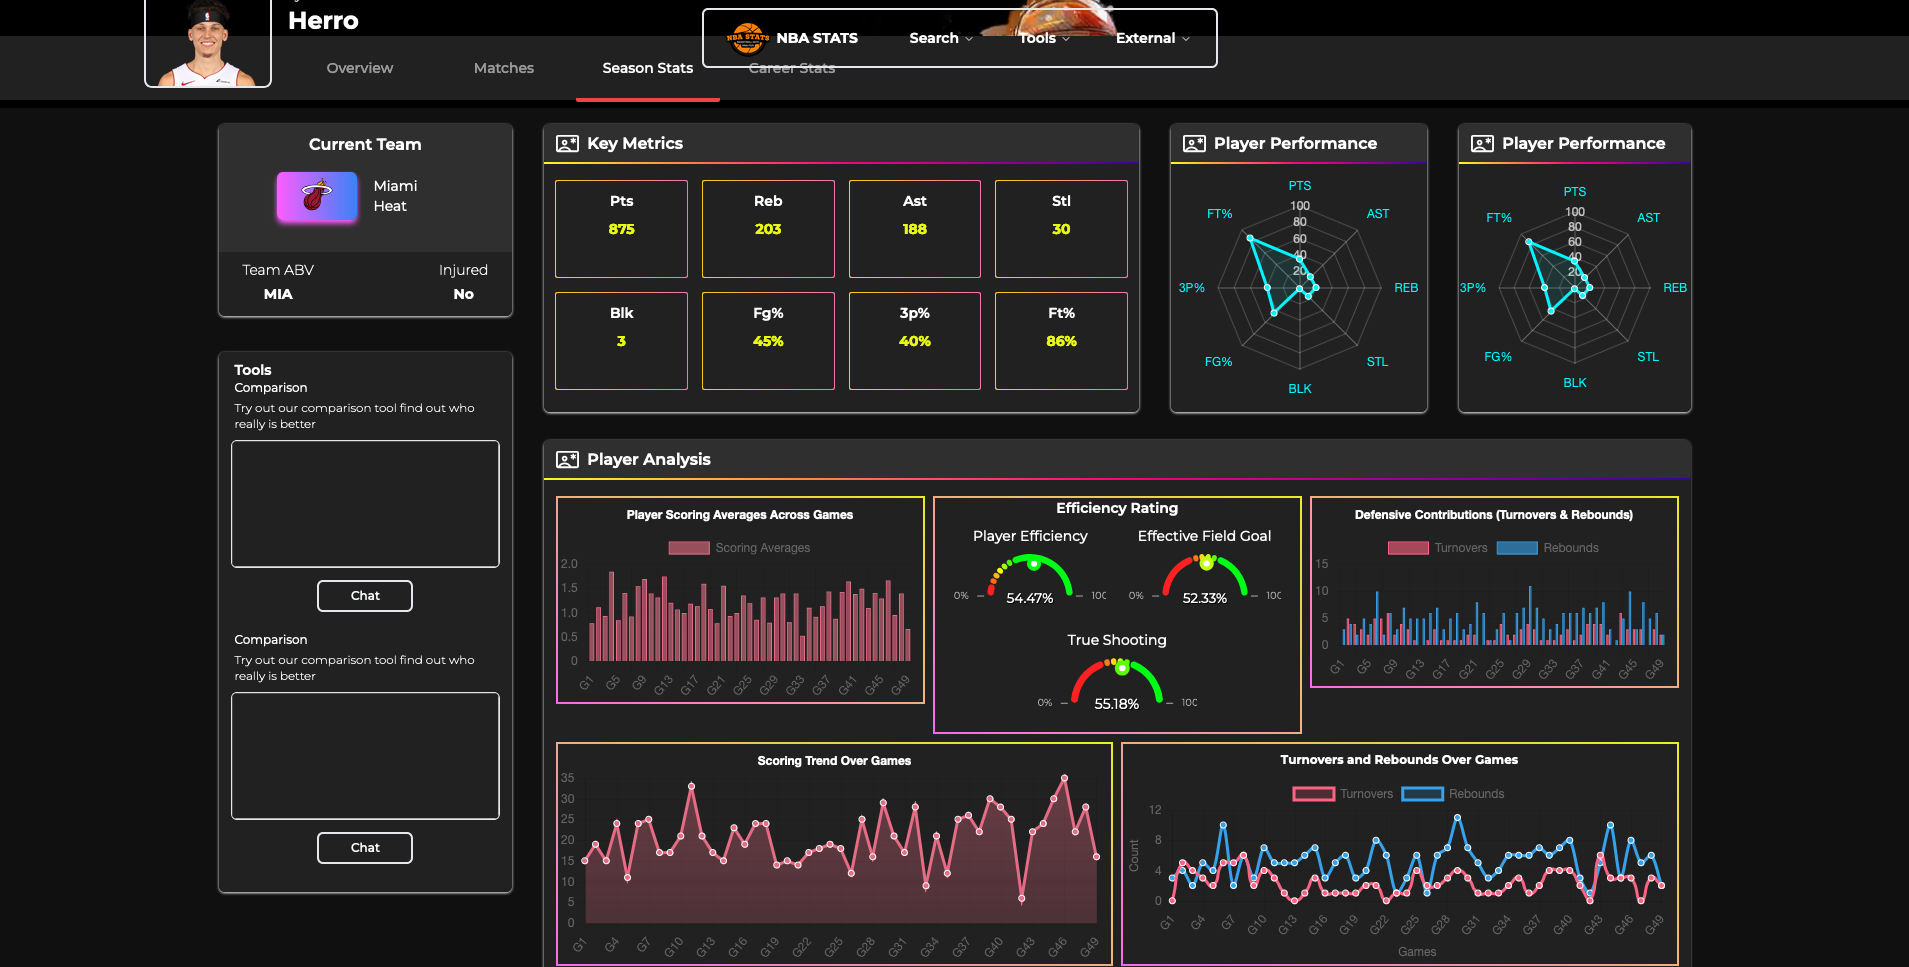 Herro
NBA STATS
NBA STATS
Search
Tools
External
Overview
Matches
Season Stats
Career Stats
Current Team
Miami
Heat
Team ABV
Injured
MIA
No
Tools
Comparison
Try out our comparison tool find out who
really is better
Chat
Comparison
Try out our comparison tool find out who
really is better
Chat
Key Metrics
Pts
875
Reb
203
Ast
188
Stl
30
Blk
3
Fg%
45%
3p%
40%
Ft%
86%
Player Performance
PTS
AST
REB
STL
BLK
FG%
3P%
FT%
100
80
60
40
20
Player Performance
PTS
AST
REB
STL
BLK
FG%
3P%
FT%
100
80
60
40
20
Player Analysis
Player Scoring Averages Across Games
Scoring Averages
2.0
1.5
1.0
0.5
0
G1 G5 G9 G13 G17 G21 G25 G29 G33 G37 G41 G45 G49
Efficiency Rating
Player Efficiency
0%
54.47%
100
Effective Field Goal
0%
52.33%
100
True Shooting
0%
55.18%
100
Defensive Contributions (Turnovers & Rebounds)
Turnovers
Rebounds
15
10
5
0
G1 G5 G9 G13 G17 G21 G25 G29 G33 G37 G41 G45 G49
Scoring Trend Over Games
35
30
25
20
15
10
5
0
G1 G4 G7 G10 G13 G16 G19 G22 G25 G28 G31 G34 G37 G40 G43 G46 G49
Turnovers and Rebounds Over Games
Turnovers
Rebounds
Count
12
8
4
0
G1 G4 G7 G10 G13 G16 G19 G22 G25 G28 G31 G34 G37 G40 G43 G46 G49
Games